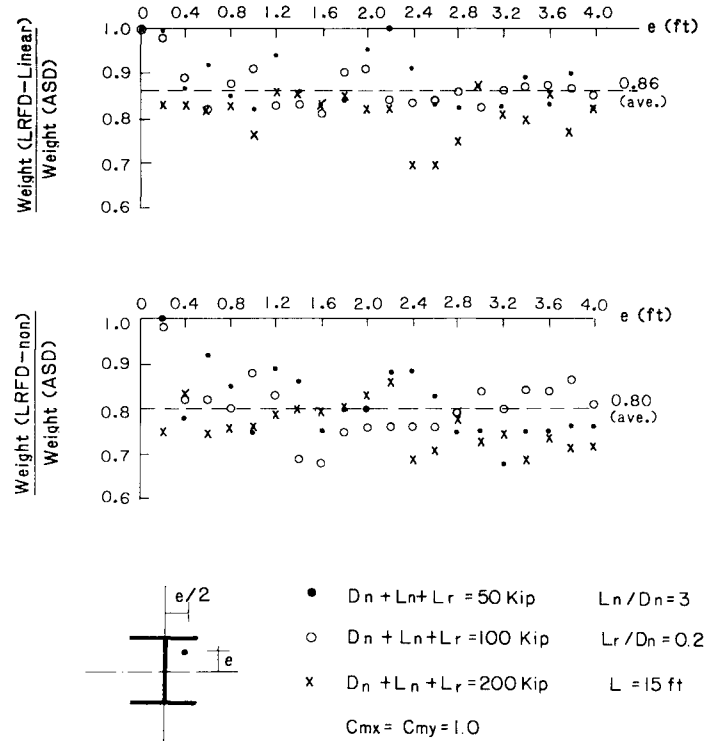 0 0.4 0.8 1.2 1.6 2.0 2.4 2.8 3.2 3.6 4.0 e (ft)
Weight (LRFD-Linear)
Weight (ASD)
1.0
0.9
0.8
0.7
0.6
0.86
(ave.)
0 0.4 0.8 1.2 1.6 2.0 2.4 2.8 3.2 3.6 4.0
e (ft)
Weight (LRFD-non)
Weight (ASD)
1.0
0.9
0.8
0.7
0.6
0.80
(ave.)
e/2
e
• Dn + Ln + Lr = 50 Kip Ln / Dn = 3
○ Dn + Ln + Lr = 100 Kip Lr / Dn = 0.2
x Dn + Ln + Lr = 200 Kip L = 15 ft
Cmx = Cmy = 1.0